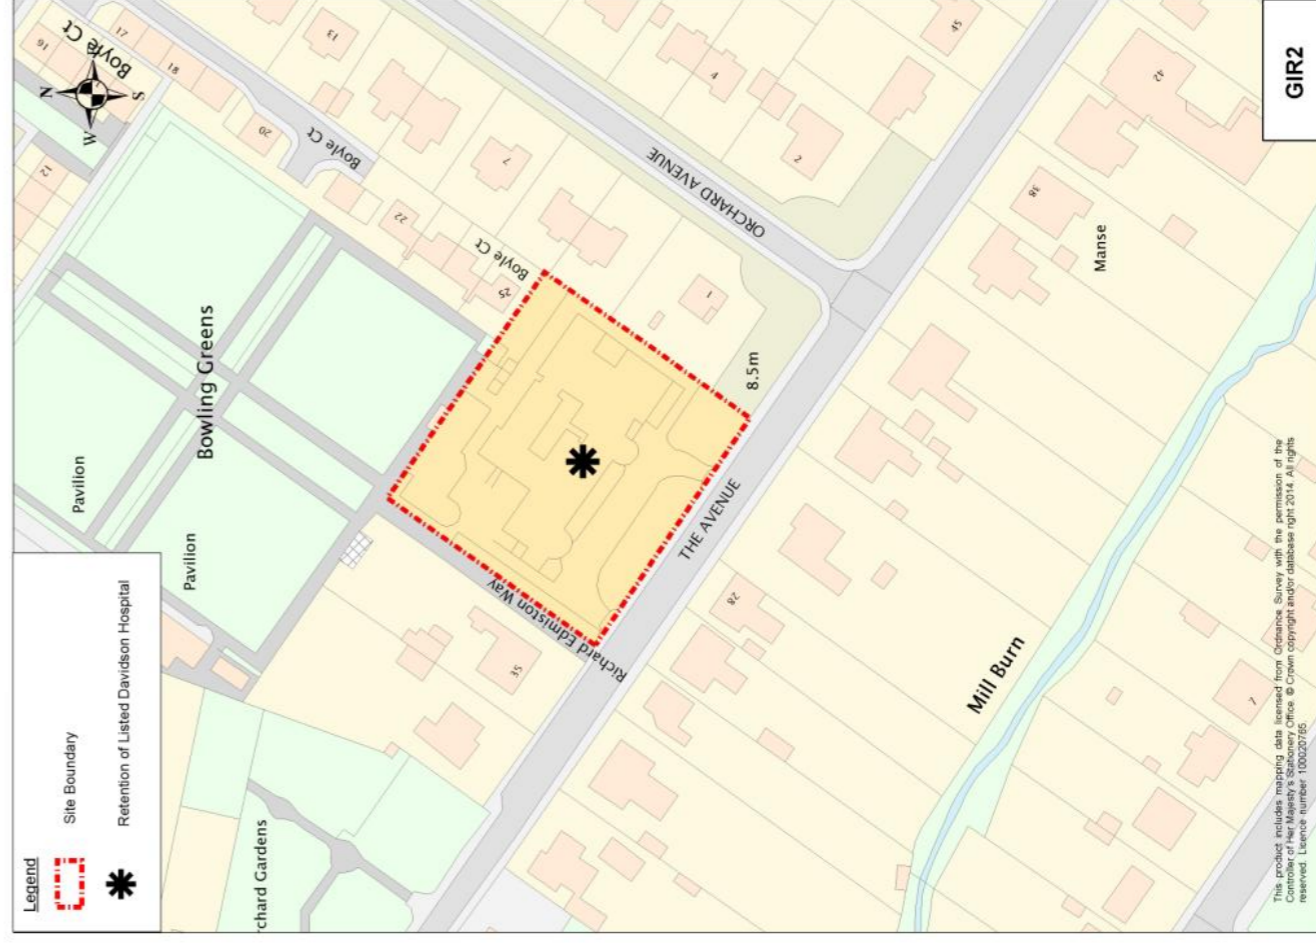 Legend
Site Boundary
Retention of Listed Davidson Hospital
Pavilion
Pavilion
Bowling Greens
chard Gardens
Richard Edmiston Way
THE AVENUE
ORCHARD AVENUE
Boyle Ct
Boyle Ct
Boyle Ct
N
S
W
16
17
18
20
12
13
22
25
7
4
2
1
45
42
38
Manse
8.5m
35
28
7
Mill Burn
GIR2
This product includes mapping data licensed from Ordnance Survey with the permission of the
Controller of Her Majesty's Stationery Office. © Crown copyright and/or database right 2014. All rights
reserved. Licence number 100020765